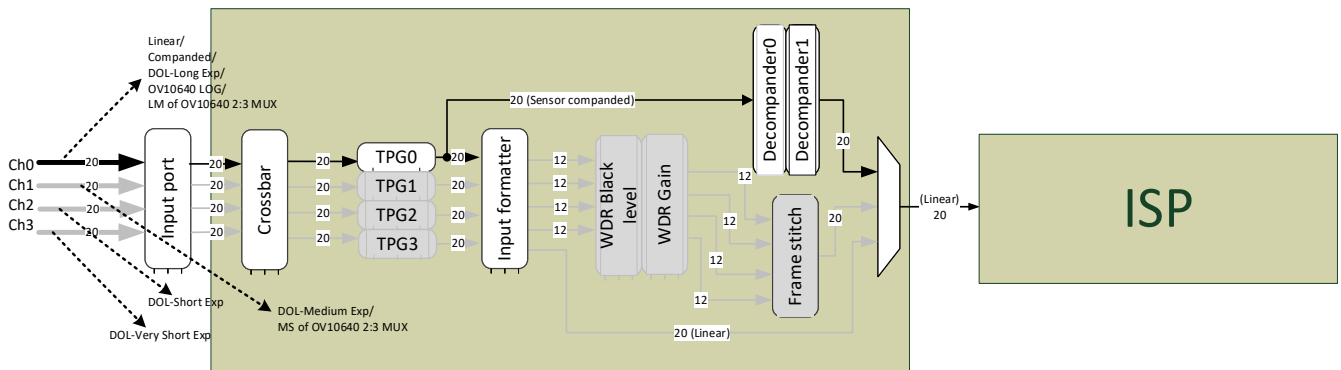 Linear/
Companded/
DOL-Long Exp/
OV10640 LOG/
LM of OV10640 2:3 MUX
Ch0
Ch1
Ch2
Ch3
20
20
20
20
Input port
20
20
20
20
Crossbar
20
20
20
20
TPG0
TPG1
TPG2
TPG3
20
20
20
20
20 (Sensor companded)
Input formatter
12
12
12
12
WDR Black
level
WDR Gain
12
12
12
12
Decompander0
Decompander1
20
Frame stitch
20
20 (Linear)
(Linear)
20
ISP
DOL-Short Exp
DOL-Very Short Exp
DOL-Medium Exp/
MS of OV10640 2:3 MUX